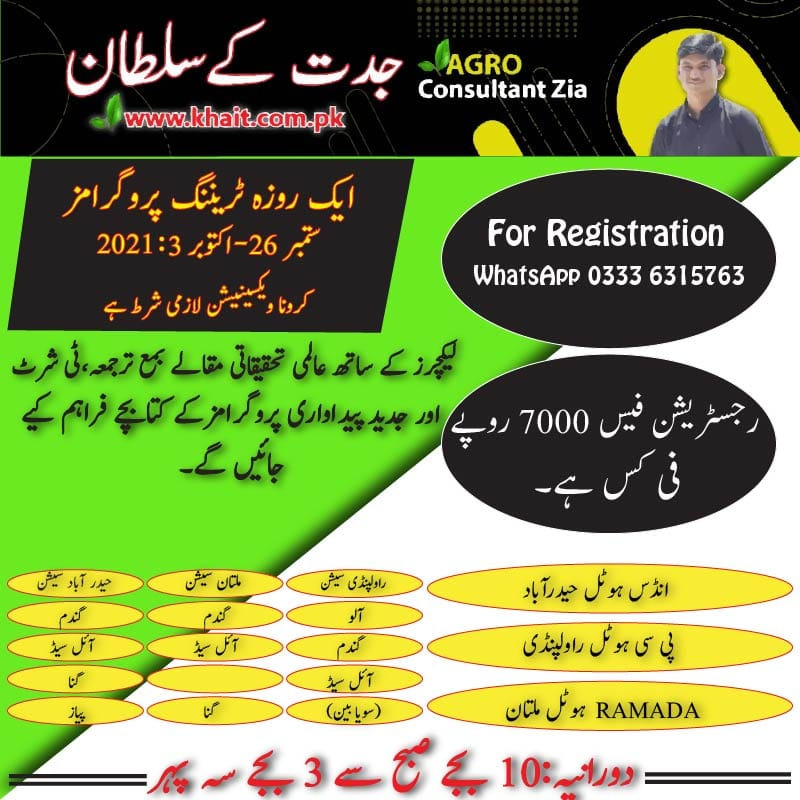 جدت کے سلطان
AGRO
Consultant Zia
www.khait.com.pk
ایک روزہ ٹریننگ پروگرامز
ستمبر 26-اکتوبر 3: 2021
کرونا ویکسینیشن لازمی شرط ہے
For Registration
WhatsApp 0333 6315763
لیکچرز کے ساتھ عالمی تحقیقاتی مقالے بمع ترجمعہ، ٹی شرٹ
اور جدید پیداواری پروگرامز کے کتابچے فراہم کیے
جائیں گے۔
رجسٹریشن فیس 7000 روپے
فی کس ہے۔
انڈس ہوٹل حیدرآباد
پی سی ہوٹل راولپنڈی
RAMADA ہوٹل ملتان
راولپنڈی سیشن
آلو
گندم
آئل سیڈ
(سویا بین)
ملتان سیشن
گندم
آئل سیڈ
گنا
حیدر آباد سیشن
گندم
آئل سیڈ
گنا
پیاز
دورانیہ: 10 بجے صبح سے 3 بجے سہ پہر